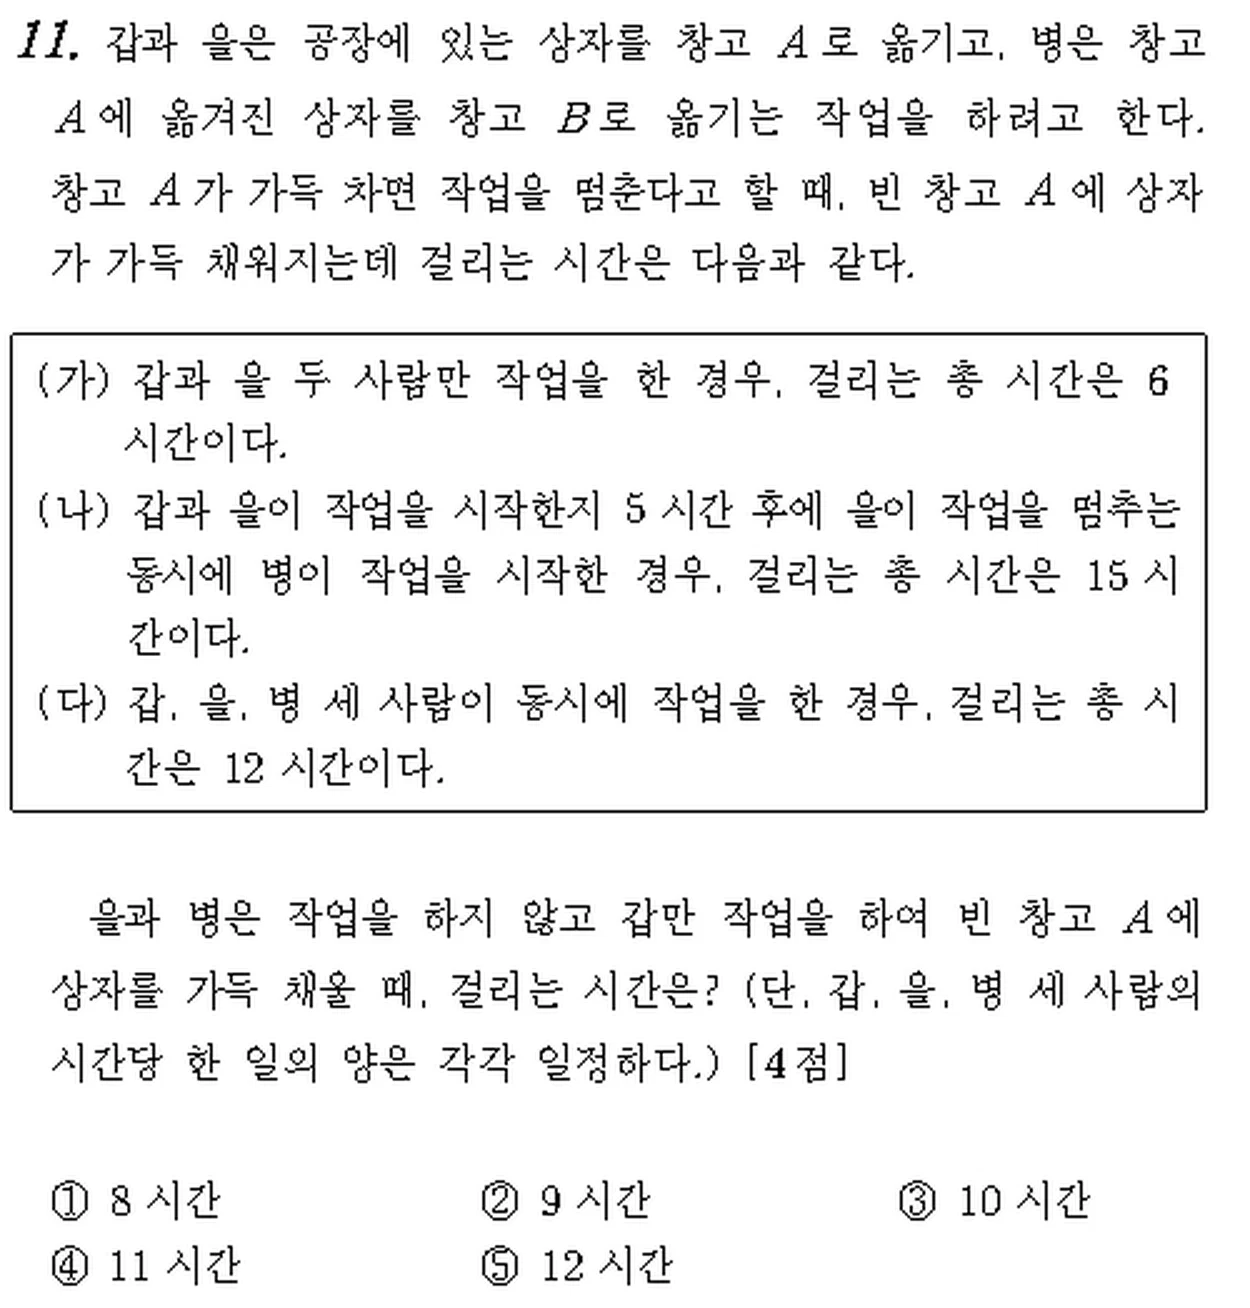 11. 갑과 을은 공장에 있는 상자를 창고 A로 옮기고, 병은 창고
A에 옮겨진 상자를 창고 B로 옮기는 작업을 하려고 한다.
창고 A가 가득 차면 작업을 멈춘다고 할 때, 빈 창고 A에 상자
가 가득 채워지는데 걸리는 시간은 다음과 같다.
(가) 갑과 을 두 사람만 작업을 한 경우, 걸리는 총 시간은 6
시간이다.
(나) 갑과 을이 작업을 시작한지 5시간 후에 을이 작업을 멈추는
동시에 병이 작업을 시작한 경우, 걸리는 총 시간은 15시
간이다.
(다) 갑, 을, 병 세 사람이 동시에 작업을 한 경우, 걸리는 총 시
간은 12시간이다.
을과 병은 작업을 하지 않고 갑만 작업을 하여 빈 창고 A에
상자를 가득 채울 때, 걸리는 시간은? (단, 갑, 을, 병 세 사람의
시간당 한 일의 양은 각각 일정하다.) [4점]
① 8시간 ② 9시간 ③ 10시간
④ 11시간 ⑤ 12시간